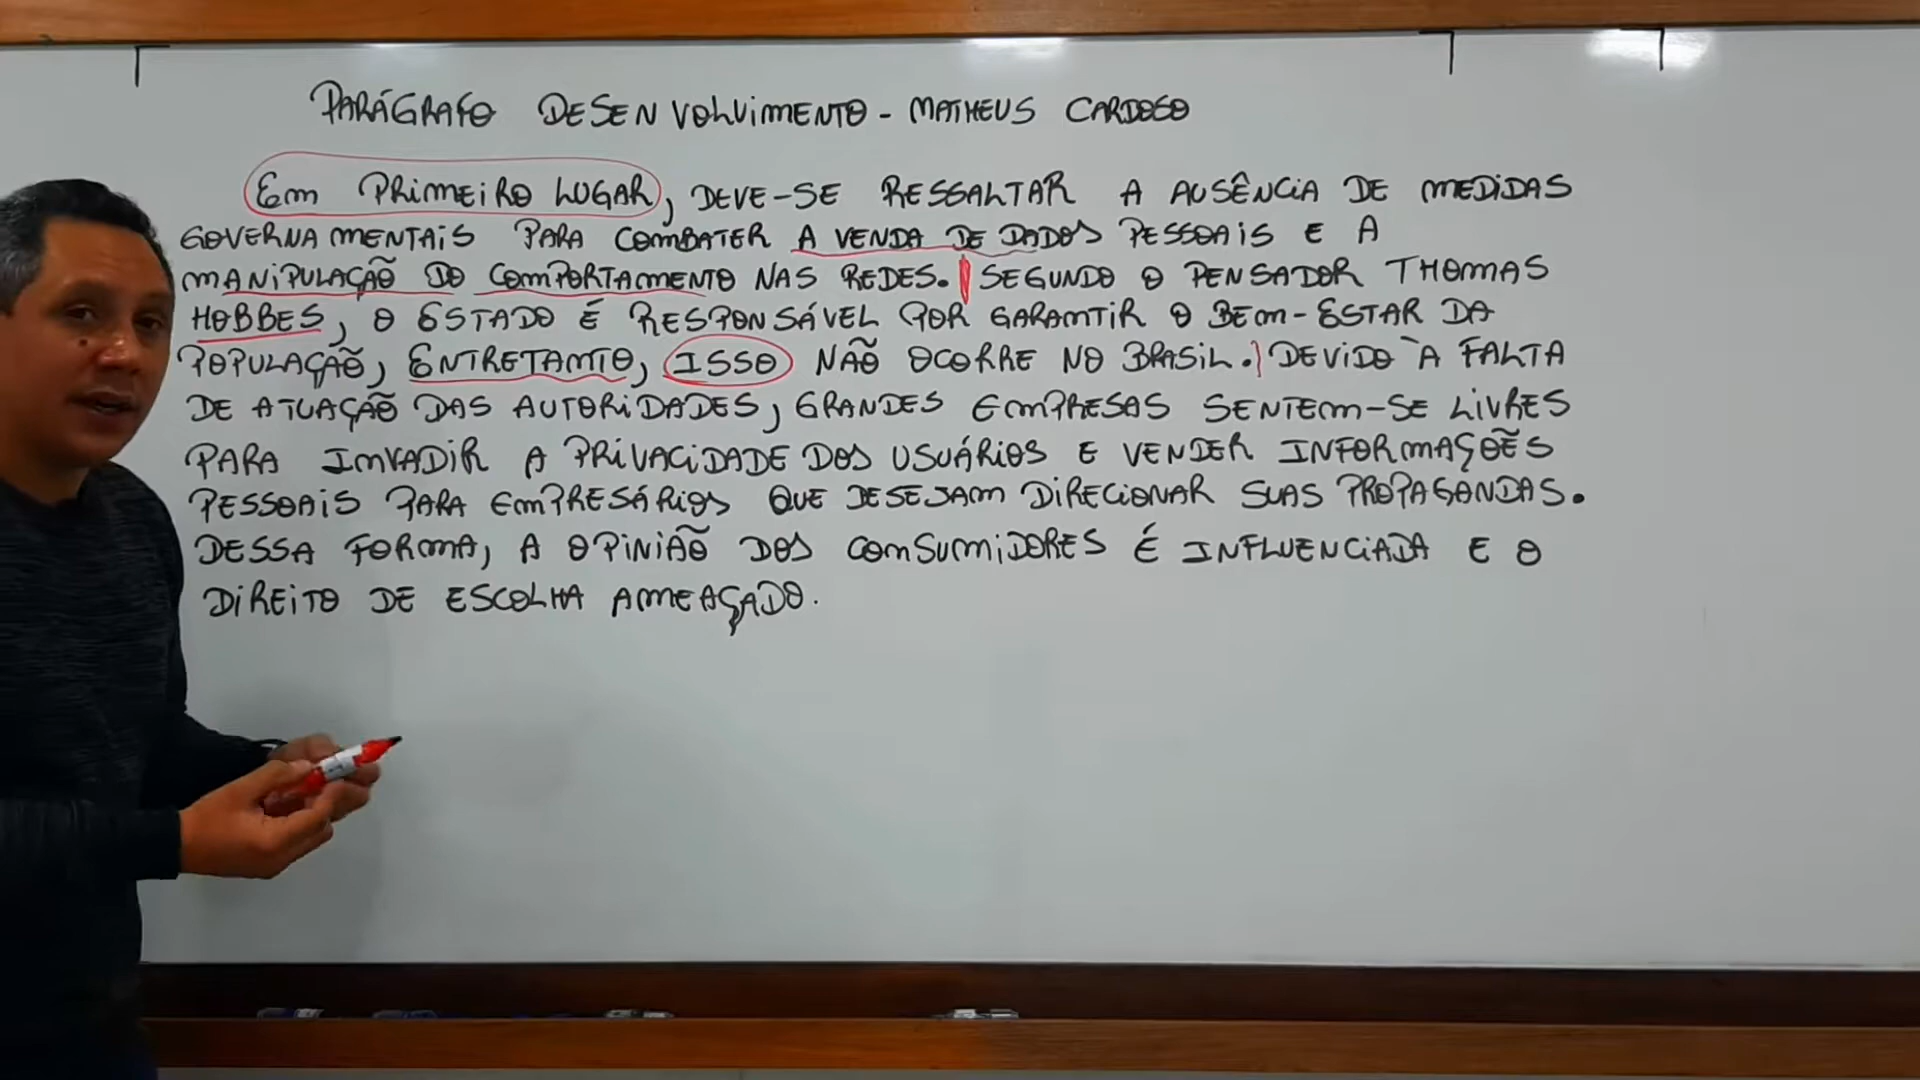 PARÁGRAFO DESENVOLVIMENTO - MATHEUS CARDOSO
EM PRIMEIRO LUGAR, DEVE-SE RESSALTAR A AUSÊNCIA DE MEDIDAS
GOVERNAMENTAIS PARA COMBATER A VENDA DE DADOS PESSOAIS E A
MANIPULAÇÃO DO COMPORTAMENTO NAS REDES. SEGUNDO O PENSADOR THOMAS
HOBBES, O ESTADO É RESPONSÁVEL POR GARANTIR O BEM-ESTAR DA
POPULAÇÃO, ENTRETANTO, ISSO NÃO OCORRE NO BRASIL. DEVIDO À FALTA
DE ATUAÇÃO DAS AUTORIDADES, GRANDES EMPRESAS SENTEM-SE LIVRES
PARA INVADIR A PRIVACIDADE DOS USUÁRIOS E VENDER INFORMAÇÕES
PESSOAIS PARA EMPRESÁRIOS QUE DESEJAM DIRECIONAR SUAS PROPAGANDAS.
DESSA FORMA, A OPINIÃO DOS CONSUMIDORES É INFLUENCIADA E O
DIREITO DE ESCOLHA AMEAÇADO.